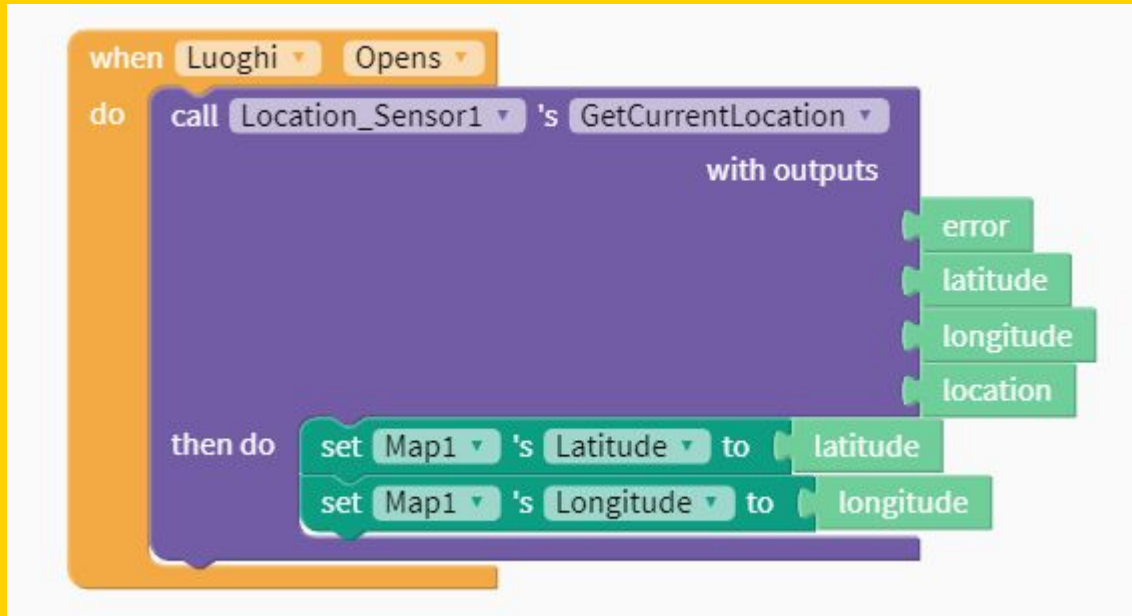 when Luoghi Opens
do call Location_Sensor1 's GetCurrentLocation
with outputs
error
latitude
longitude
location
then do set Map1 's Latitude to latitude
set Map1 's Longitude to longitude